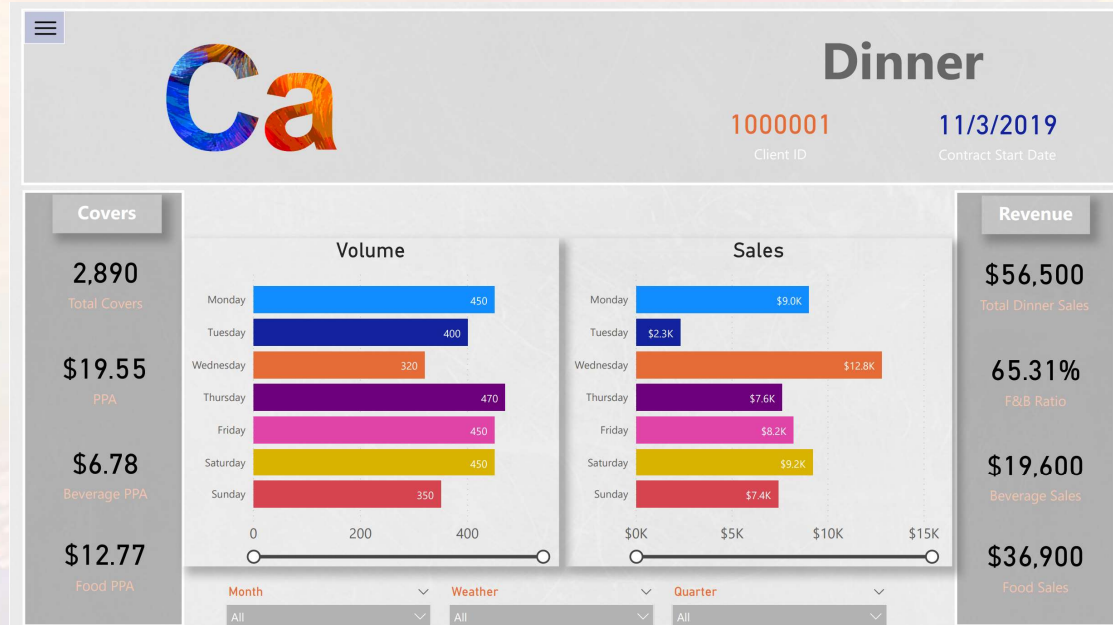 Ca
Dinner
1000001
Client ID
11/3/2019
Contract Start Date
Covers
2,890
Total Covers
$19.55
PPA
$6.78
Beverage PPA
$12.77
Food PPA
Volume
Monday 450
Tuesday 400
Wednesday 320
Thursday 470
Friday 450
Saturday 450
Sunday 350
0 200 400
Sales
Monday $9.0K
Tuesday $2.3K
Wednesday $12.8K
Thursday $7.6K
Friday $8.2K
Saturday $9.2K
Sunday $7.4K
$0K $5K $10K $15K
Month
All
Weather
All
Quarter
All
Revenue
$56,500
Total Dinner Sales
65.31%
F&B Ratio
$19,600
Beverage Sales
$36,900
Food Sales